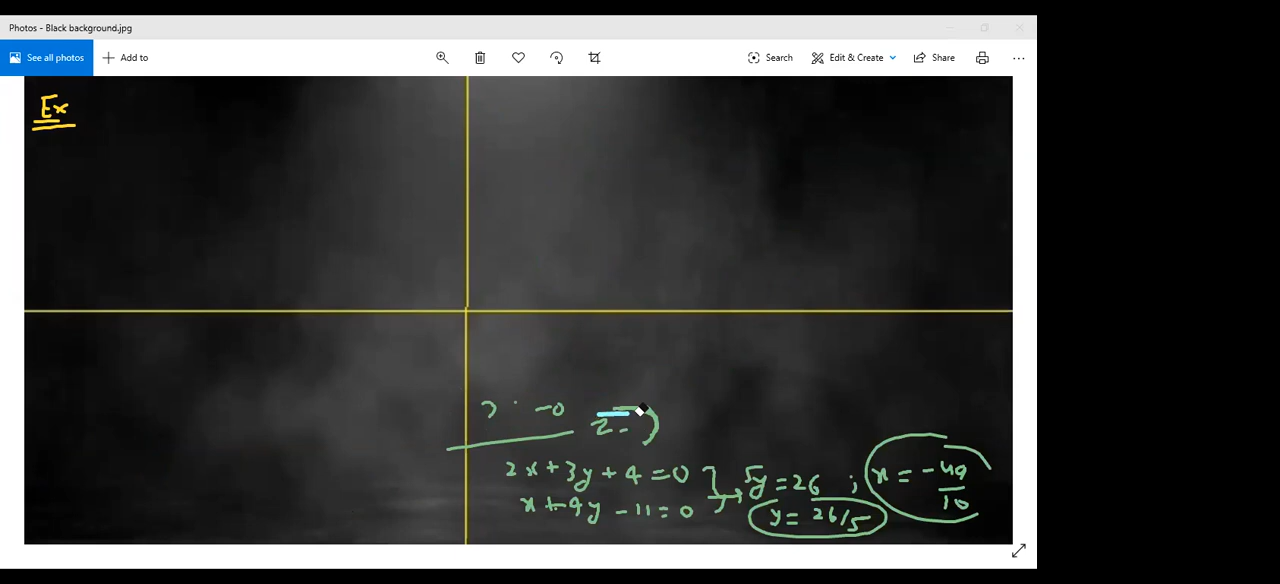 Photos - Black background.jpg
See all photos
Add to
Search
Edit & Create
Share
Ex
2x+3y+4=0
x+4y-11=0
5y=26 ; x=-49/10
y=26/5